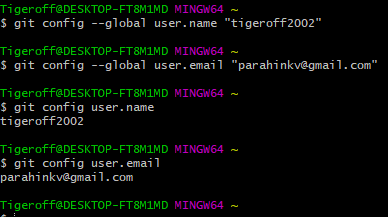 Tigeroff@DESKTOP-FT8M1MD MINGW64 ~
$ git config --global user.name "tigeroff2002"
Tigeroff@DESKTOP-FT8M1MD MINGW64 ~
$ git config --global user.email "parahinkv@gmail.com"
Tigeroff@DESKTOP-FT8M1MD MINGW64 ~
$ git config user.name
tigeroff2002
Tigeroff@DESKTOP-FT8M1MD MINGW64 ~
$ git config user.email
parahinkv@gmail.com
Tigeroff@DESKTOP-FT8M1MD MINGW64 ~
$